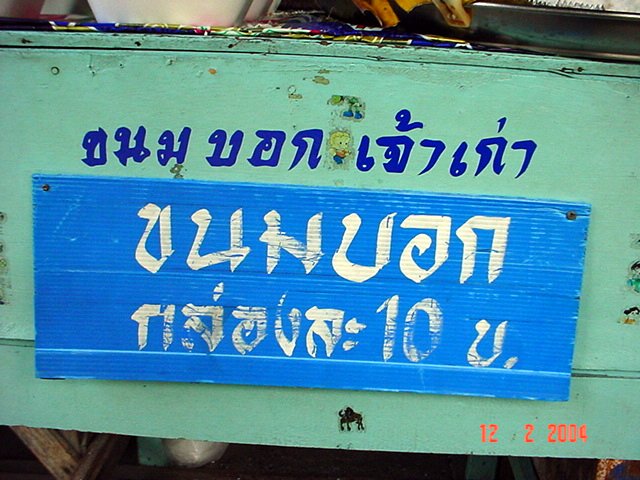 ขนม บอก เจ้าเก่า
ขนมบอก
กล่องละ 10 บ.
12 2 2004